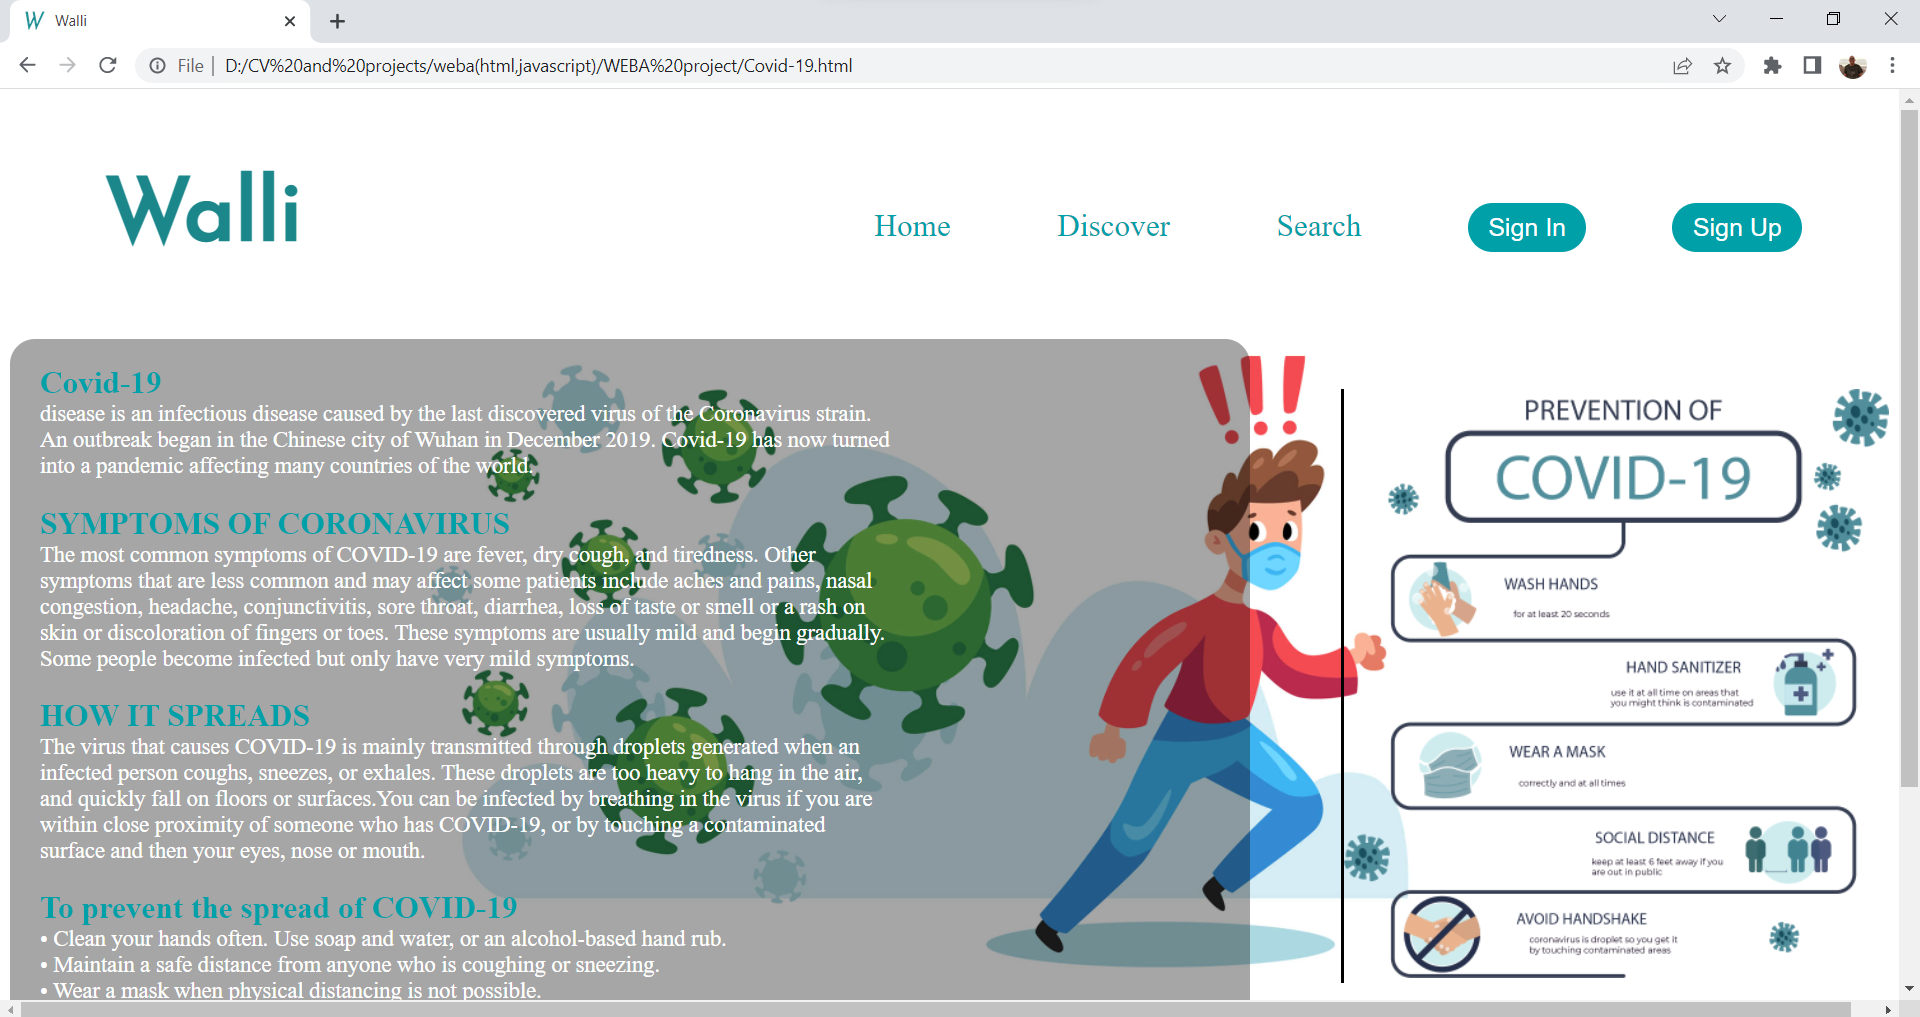 Walli
File
D:/CV%20and%20projects/weba(html,javascript)/WEBA%20project/Covid-19.html
Walli
Home
Discover
Search
Sign In
Sign Up
Covid-19
disease is an infectious disease caused by the last discovered virus of the Coronavirus strain.
An outbreak began in the Chinese city of Wuhan in December 2019. Covid-19 has now turned
into a pandemic affecting many countries of the world.
SYMPTOMS OF CORONAVIRUS
The most common symptoms of COVID-19 are fever, dry cough, and tiredness. Other
symptoms that are less common and may affect some patients include aches and pains, nasal
congestion, headache, conjunctivitis, sore throat, diarrhea, loss of taste or smell or a rash on
skin or discoloration of fingers or toes. These symptoms are usually mild and begin gradually.
Some people become infected but only have very mild symptoms.
HOW IT SPREADS
The virus that causes COVID-19 is mainly transmitted through droplets generated when an
infected person coughs, sneezes, or exhales. These droplets are too heavy to hang in the air,
and quickly fall on floors or surfaces.You can be infected by breathing in the virus if you are
within close proximity of someone who has COVID-19, or by touching a contaminated
surface and then your eyes, nose or mouth.
To prevent the spread of COVID-19
• Clean your hands often. Use soap and water, or an alcohol-based hand rub.
• Maintain a safe distance from anyone who is coughing or sneezing.
• Wear a mask when physical distancing is not possible.
!!!
PREVENTION OF
COVID-19
WASH HANDS
for at least 20 seconds
HAND SANITIZER
use it at all time on areas that
you might think is contaminated
WEAR A MASK
correctly and at all times
SOCIAL DISTANCE
keep at least 6 feet away if you
are out in public
AVOID HANDSHAKE
coronavirus is droplet so you get it
by touching contaminated areas